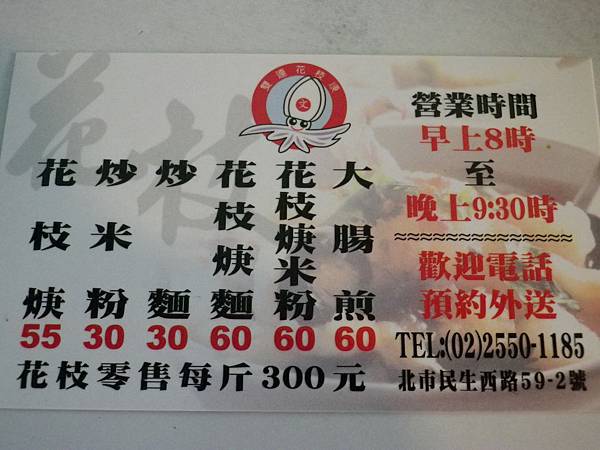 雙連花枝焿
文
花枝
花枝焿 55
炒米粉 30
炒麵 30
花枝焿麵 60
花枝焿米粉 60
大腸煎 60
花枝零售每斤300元
營業時間
早上8時
至
晚上9:30時
歡迎電話
預約外送
TEL:(02)2550-1185
北市民生西路59-2號